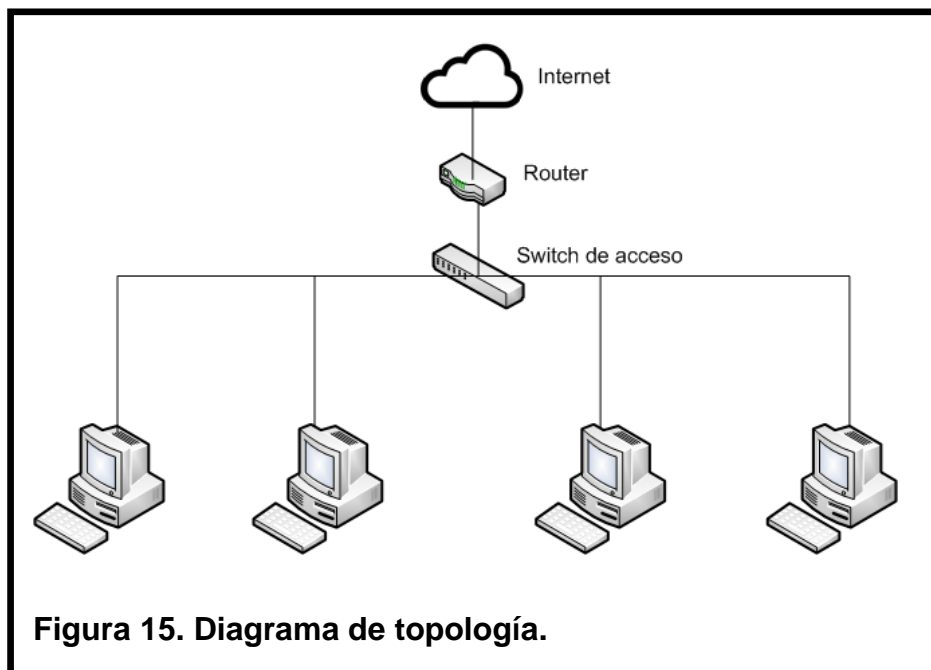 Internet
Router
Switch de acceso
Figura 15. Diagrama de topología.